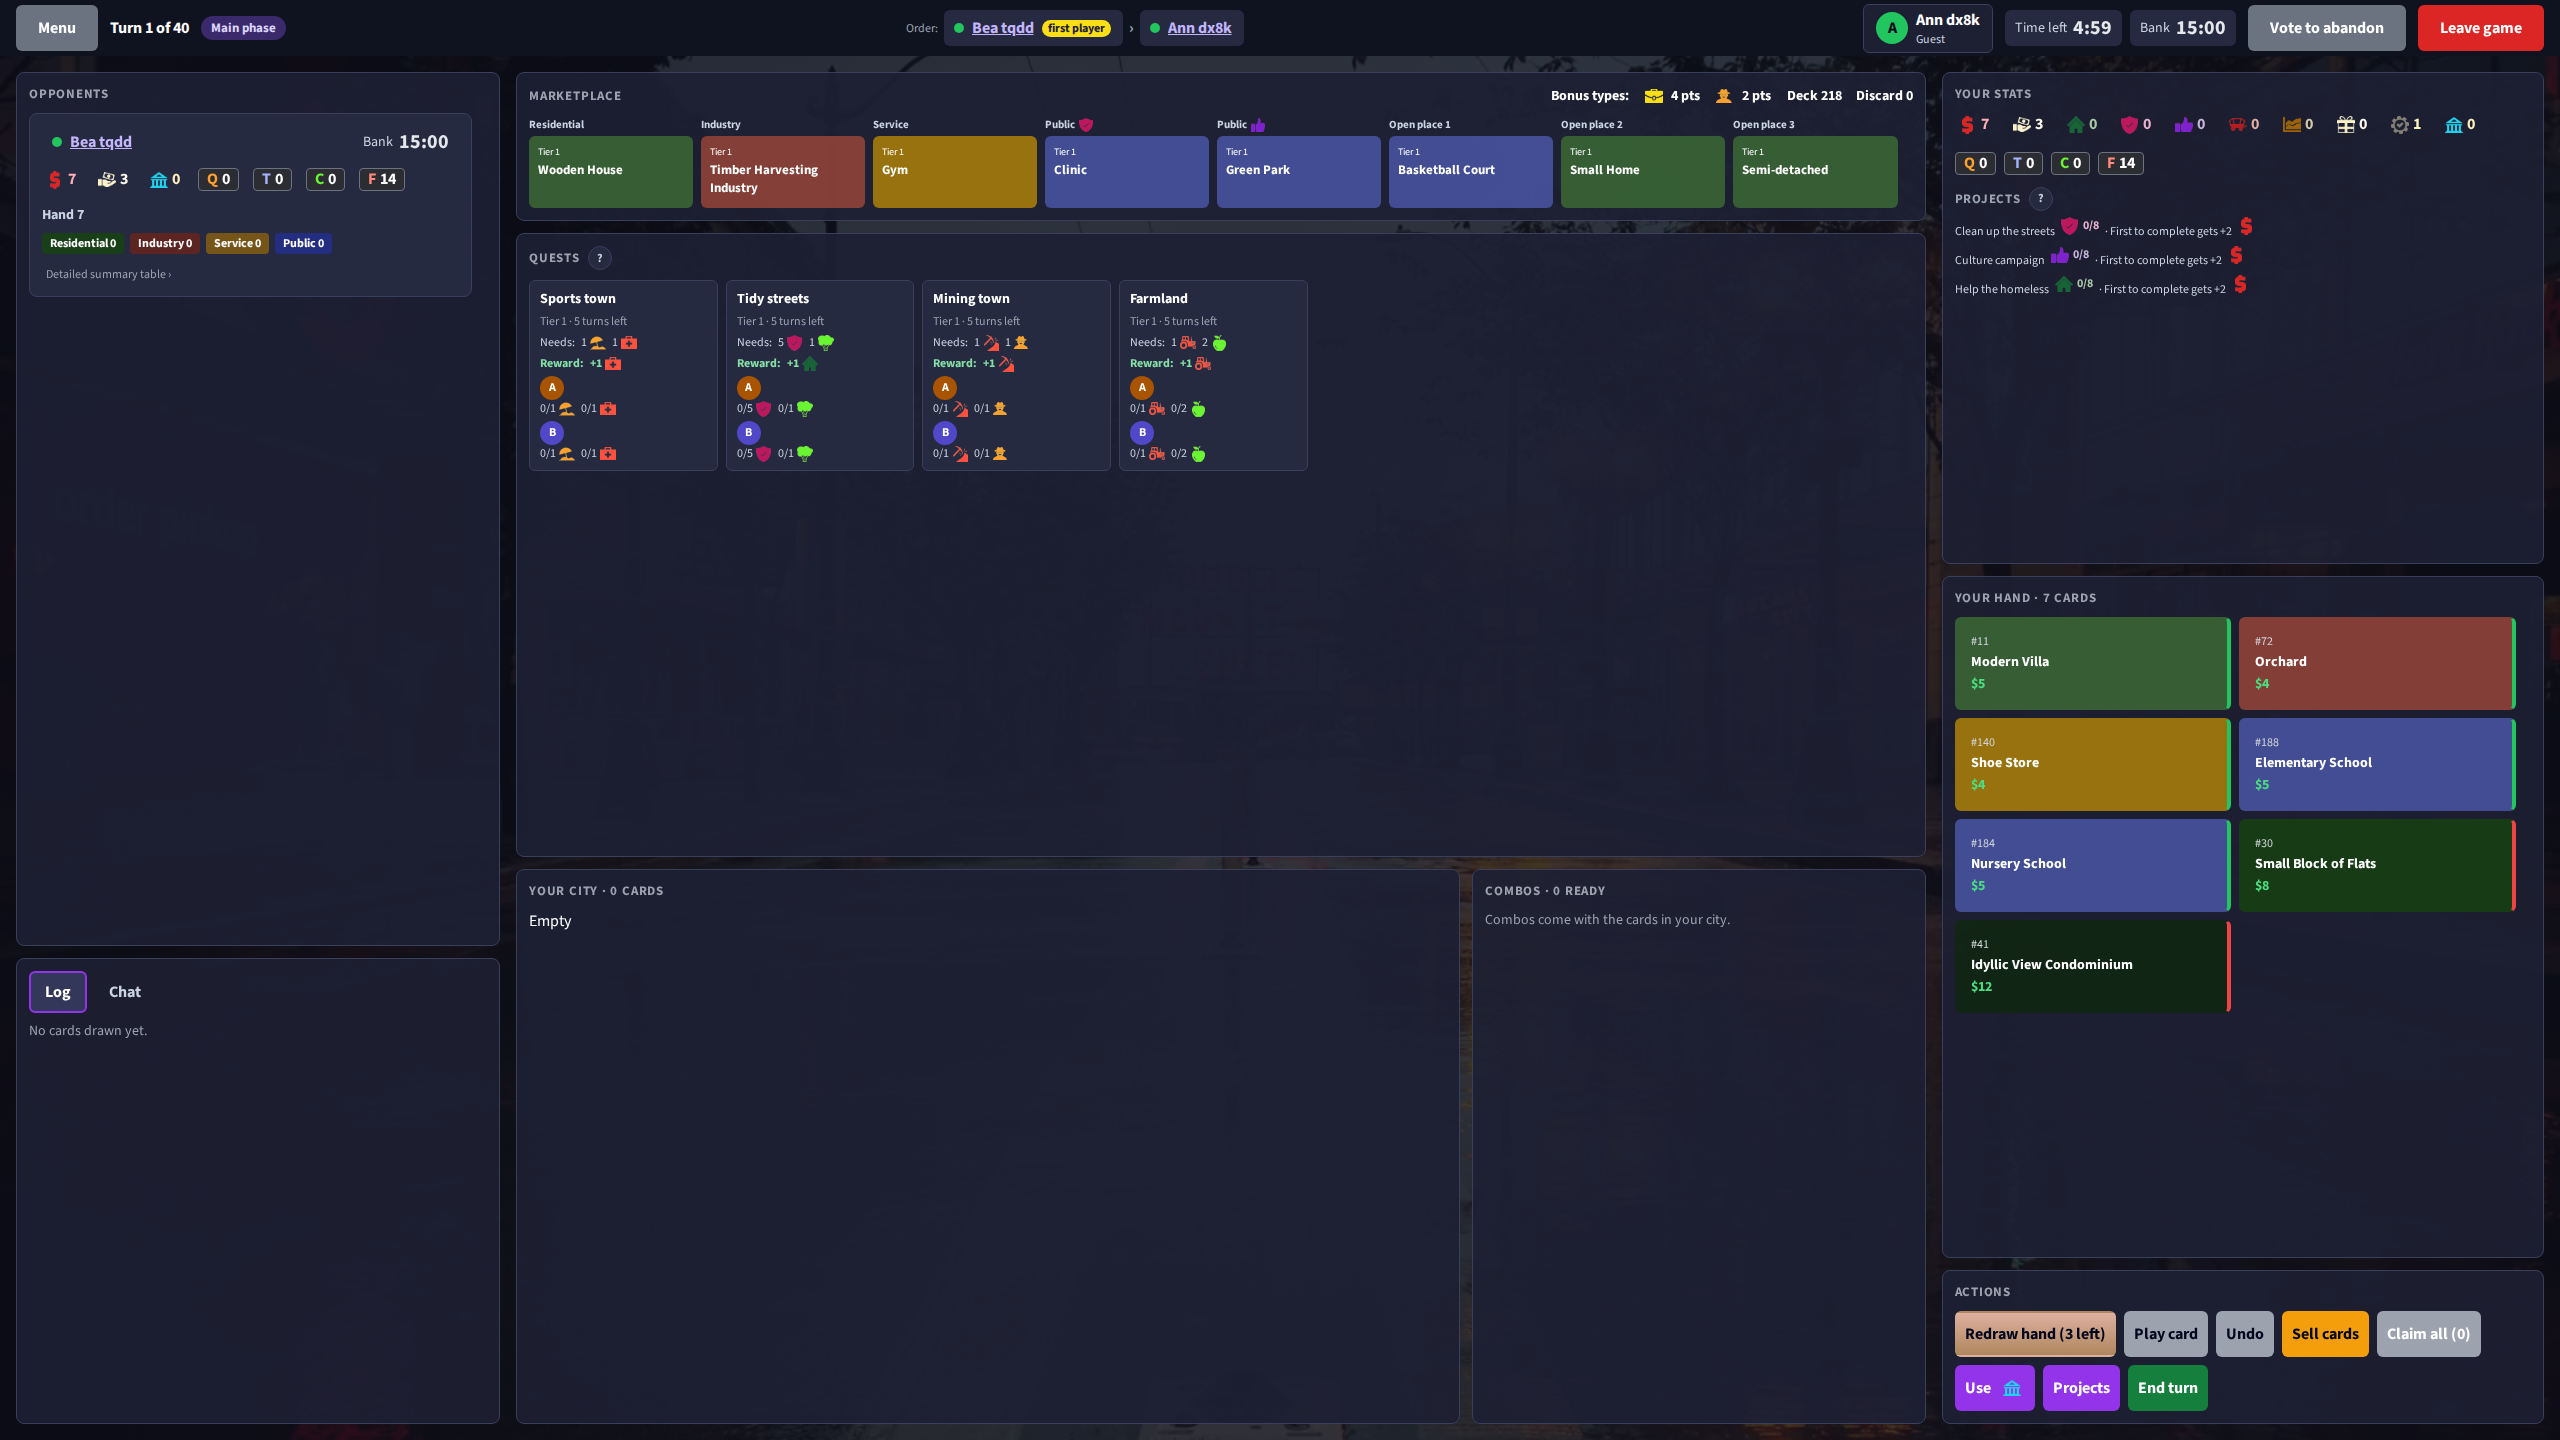 Menu
Turn 1 of 40
Main phase
Order:
Bea tqdd
first player
›
Ann dx8k
A
Ann dx8k
Guest
Time left 4:59
Bank 15:00
Vote to abandon
Leave game
OPPONENTS
Bea tqdd
Bank 15:00
7 3 0 Q 0 T 0 C 0 F 14
Hand 7
Residential 0 Industry 0 Service 0 Public 0
Detailed summary table ›
Log
Chat
No cards drawn yet.
MARKETPLACE
Bonus types: 4 pts 2 pts Deck 218 Discard 0
Residential
Tier 1
Wooden House
Industry
Tier 1
Timber Harvesting
Industry
Service
Tier 1
Gym
Public
Tier 1
Clinic
Public
Tier 1
Green Park
Open place 1
Tier 1
Basketball Court
Open place 2
Tier 1
Small Home
Open place 3
Tier 1
Semi-detached
QUESTS ?
Sports town
Tier 1 · 5 turns left
Needs: 1 1
Reward: +1
A
0/1 0/1
B
0/1 0/1
Tidy streets
Tier 1 · 5 turns left
Needs: 5 1
Reward: +1
A
0/5 0/1
B
0/5 0/1
Mining town
Tier 1 · 5 turns left
Needs: 1 1
Reward: +1
A
0/1 0/1
B
0/1 0/1
Farmland
Tier 1 · 5 turns left
Needs: 1 2
Reward: +1
A
0/1 0/2
B
0/1 0/2
YOUR CITY · 0 CARDS
Empty
COMBOS · 0 READY
Combos come with the cards in your city.
YOUR STATS
7 3 0 0 0 0 0 0 1 0
Q 0 T 0 C 0 F 14
PROJECTS ?
Clean up the streets 0/8 · First to complete gets +2
Culture campaign 0/8 · First to complete gets +2
Help the homeless 0/8 · First to complete gets +2
YOUR HAND · 7 CARDS
#11
Modern Villa
$5
#72
Orchard
$4
#140
Shoe Store
$4
#188
Elementary School
$5
#184
Nursery School
$5
#30
Small Block of Flats
$8
#41
Idyllic View Condominium
$12
ACTIONS
Redraw hand (3 left)
Play card
Undo
Sell cards
Claim all (0)
Use
Projects
End turn